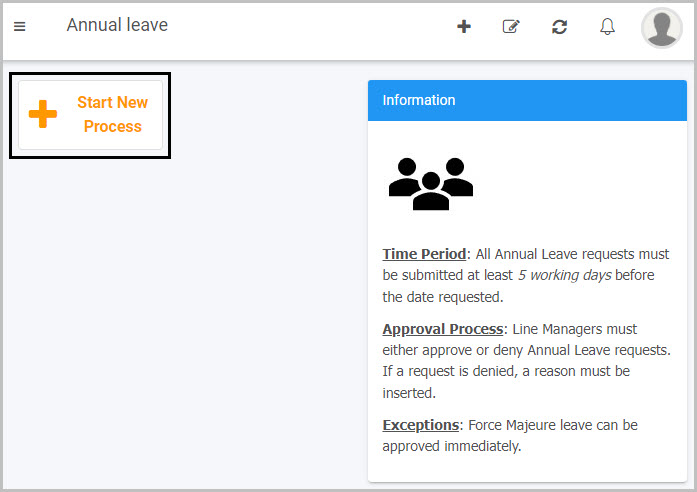 Annual leave
Start New
Process
Information
Time Period: All Annual Leave requests must
be submitted at least 5 working days before
the date requested.
Approval Process: Line Managers must
either approve or deny Annual Leave requests.
If a request is denied, a reason must be
inserted.
Exceptions: Force Majeure leave can be
approved immediately.